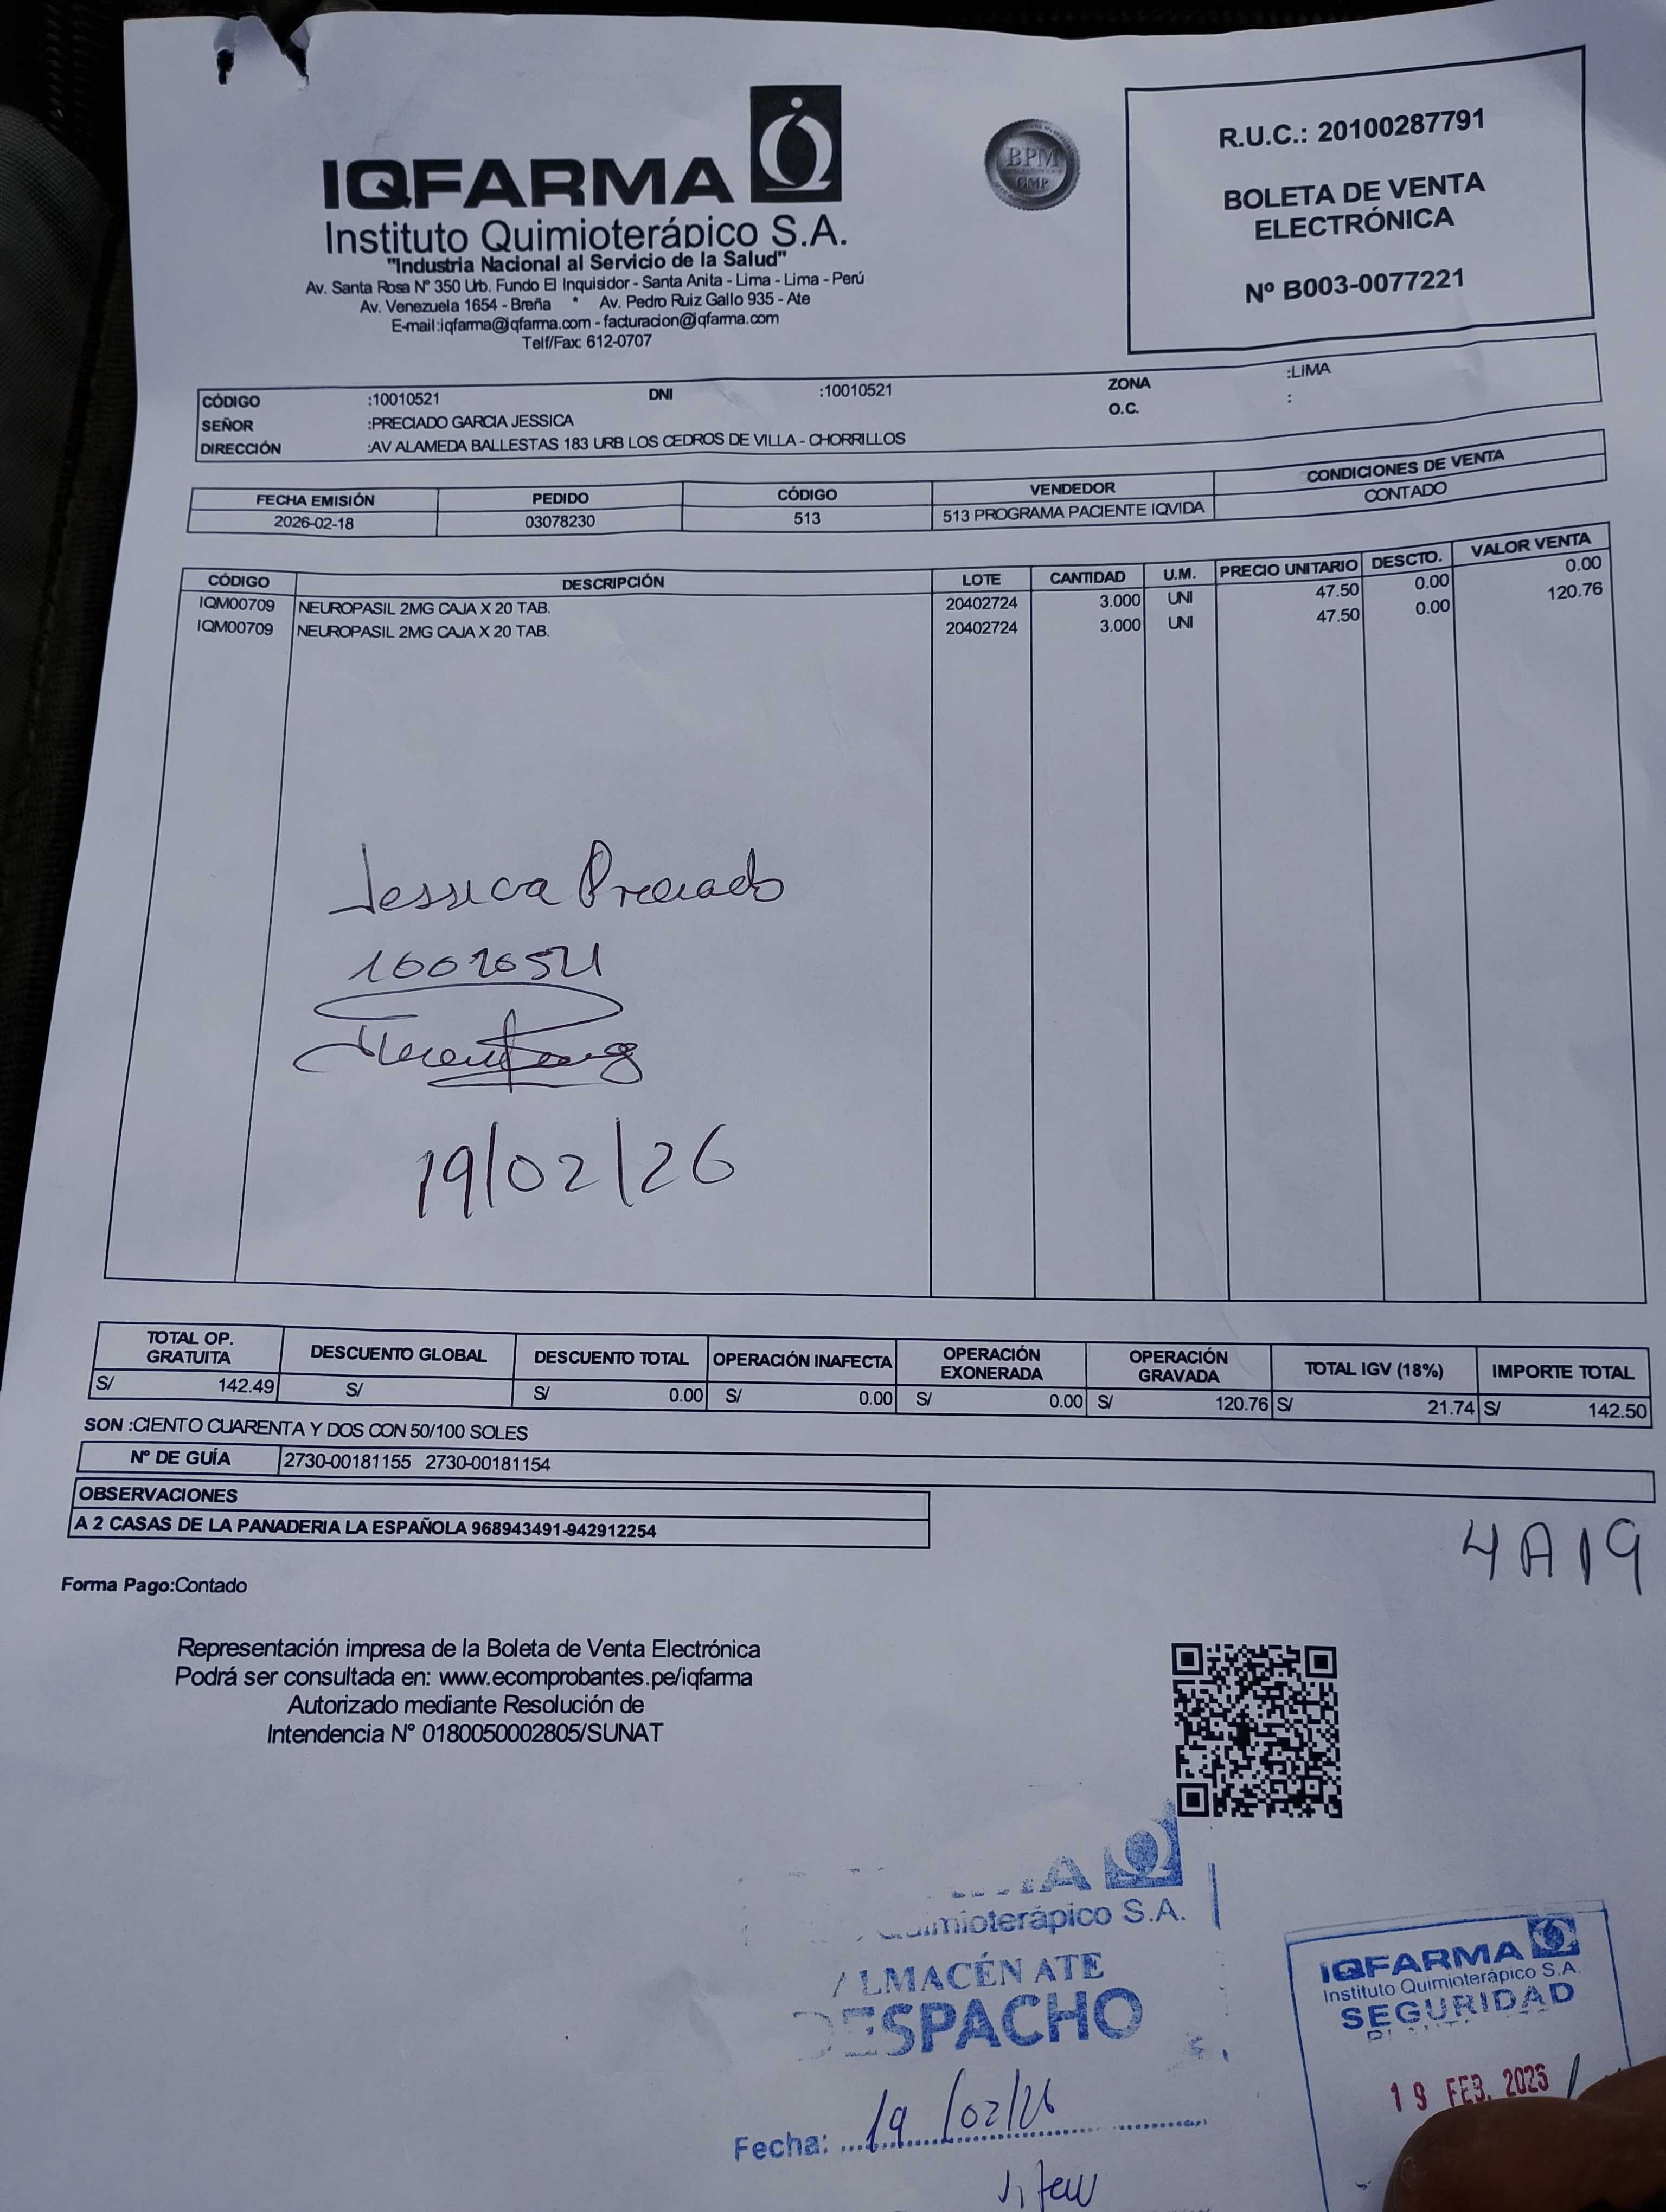 IQFARMA
Instituto Quimioterápico S.A.
"Industria Nacional al Servicio de la Salud"
Av. Santa Rosa Nº 350 Urb. Fundo El Inquisidor - Santa Anita - Lima - Lima - Perú
Av. Venezuela 1654 - Breña * Av. Pedro Ruiz Gallo 935 - Ate
E-mail:iqfarma@iqfarma.com - facturacion@iqfarma.com
Telf/Fax: 612-0707
BPM
GMP
R.U.C.: 20100287791
BOLETA DE VENTA
ELECTRÓNICA
Nº B003-0077221
CÓDIGO :10010521 DNI :10010521 ZONA :LIMA
SEÑOR :PRECIADO GARCIA JESSICA O.C. :
DIRECCIÓN :AV ALAMEDA BALLESTAS 183 URB LOS CEDROS DE VILLA - CHORRILLOS
FECHA EMISIÓN PEDIDO CÓDIGO VENDEDOR CONDICIONES DE VENTA
2026-02-18 03078230 513 513 PROGRAMA PACIENTE IQVIDA CONTADO
CÓDIGO DESCRIPCIÓN LOTE CANTIDAD U.M. PRECIO UNITARIO DESCTO. VALOR VENTA
IQM00709 NEUROPASIL 2MG CAJA X 20 TAB. 20402724 3.000 UNI 47.50 0.00 0.00
IQM00709 NEUROPASIL 2MG CAJA X 20 TAB. 20402724 3.000 UNI 47.50 0.00 120.76
Jessica Preciado
10010521
19/02/26
TOTAL OP. GRATUITA DESCUENTO GLOBAL DESCUENTO TOTAL OPERACIÓN INAFECTA OPERACIÓN EXONERADA OPERACIÓN GRAVADA TOTAL IGV (18%) IMPORTE TOTAL
S/ 142.49 S/ S/ 0.00 S/ 0.00 S/ 0.00 S/ 120.76 S/ 21.74 S/ 142.50
SON :CIENTO CUARENTA Y DOS CON 50/100 SOLES
Nº DE GUÍA 2730-00181155 2730-00181154
OBSERVACIONES
A 2 CASAS DE LA PANADERIA LA ESPAÑOLA 968943491-942912254
4A19
Forma Pago:Contado
Representación impresa de la Boleta de Venta Electrónica
Podrá ser consultada en: www.ecomprobantes.pe/iqfarma
Autorizado mediante Resolución de
Intendencia Nº 0180050002805/SUNAT
Quimioterápico S.A.
ALMACÉN ATE
DESPACHO
Fecha: 19/02/26
IQFARMA
Instituto Quimioterápico S.A.
SEGURIDAD
19 FEB. 2026